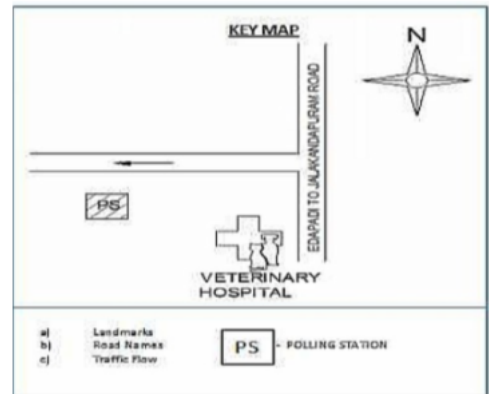 KEY MAP
N
EDAPADI TO JALAKANDAPURAM ROAD
PS
VETERINARY
HOSPITAL
a) Landmarks
b) Road Names
c) Traffic Flow
PS - POLLING STATION